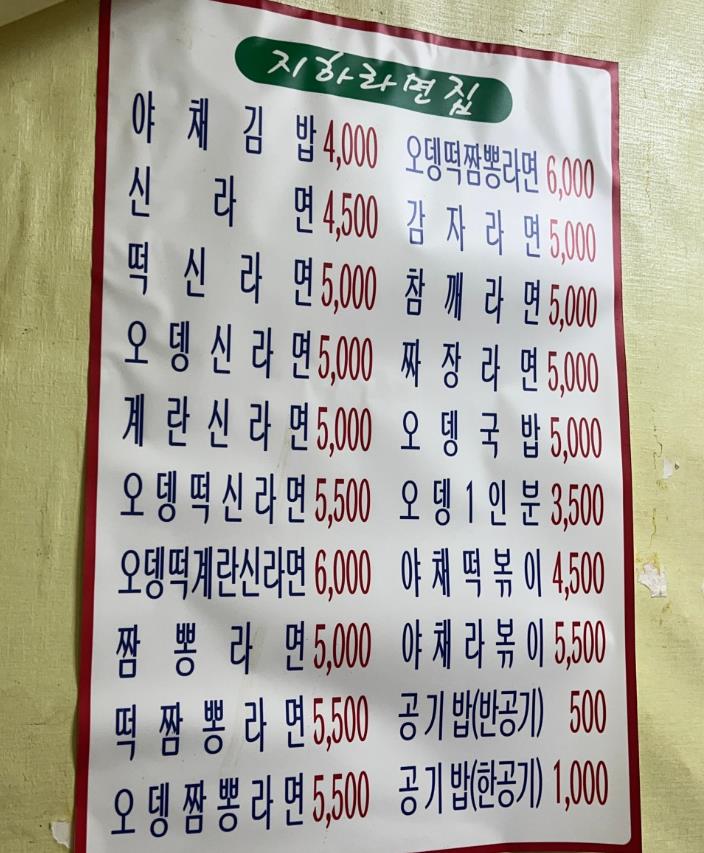 지하라면집
야채김밥 4,000
신라면 4,500
떡신라면 5,000
오뎅신라면 5,000
계란신라면 5,000
오뎅떡신라면 5,500
오뎅떡계란신라면 6,000
짬뽕라면 5,000
떡짬뽕라면 5,500
오뎅짬뽕라면 5,500
오뎅떡짬뽕라면 6,000
감자라면 5,000
참깨라면 5,000
짜장라면 5,000
오뎅국밥 5,000
오뎅1인분 3,500
야채떡볶이 4,500
야채라볶이 5,500
공기밥(반공기) 500
공기밥(한공기) 1,000